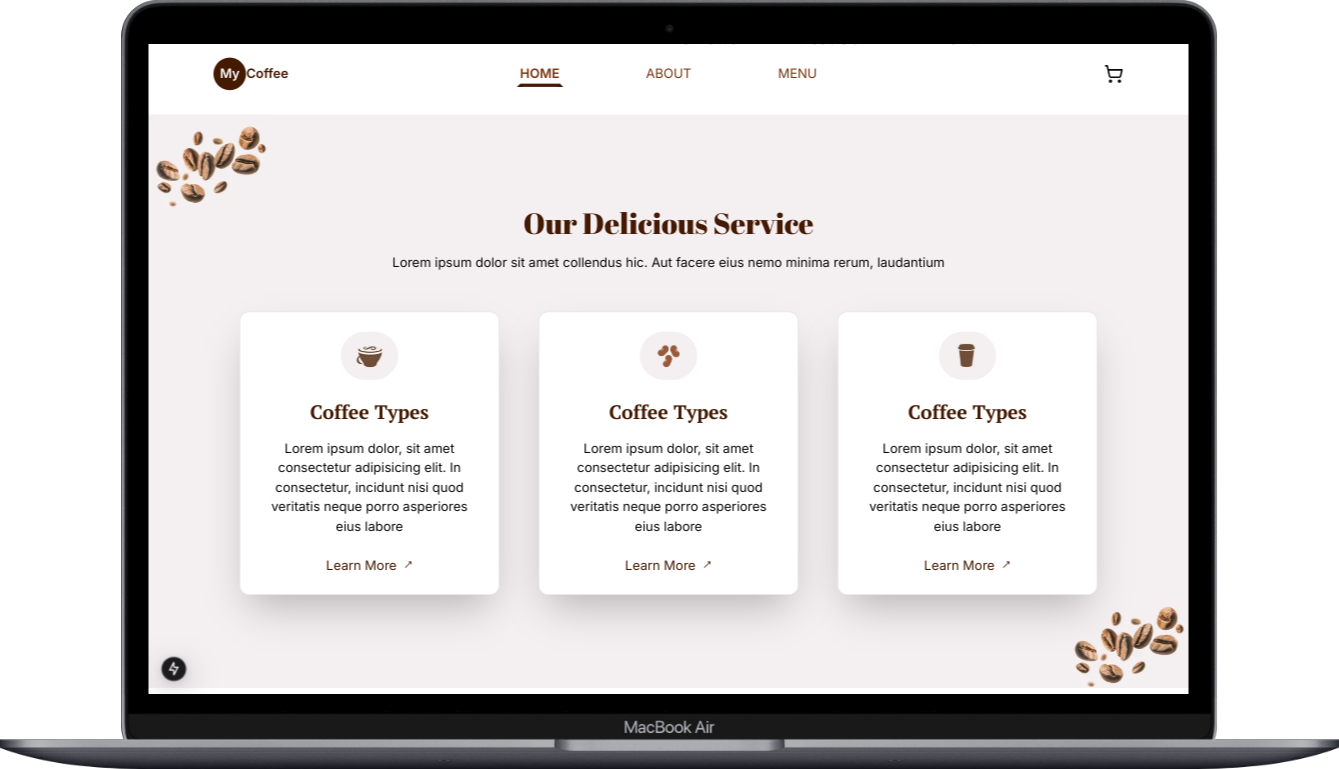 My Coffee
HOME
ABOUT
MENU
Our Delicious Service
Lorem ipsum dolor sit amet collendus hic. Aut facere eius nemo minima rerum, laudantium
Coffee Types
Lorem ipsum dolor, sit amet
consectetur adipisicing elit. In
consectetur, incidunt nisi quod
veritatis neque porro asperiores
eius labore
Learn More ↗
Coffee Types
Lorem ipsum dolor, sit amet
consectetur adipisicing elit. In
consectetur, incidunt nisi quod
veritatis neque porro asperiores
eius labore
Learn More ↗
Coffee Types
Lorem ipsum dolor, sit amet
consectetur adipisicing elit. In
consectetur, incidunt nisi quod
veritatis neque porro asperiores
eius labore
Learn More ↗
MacBook Air